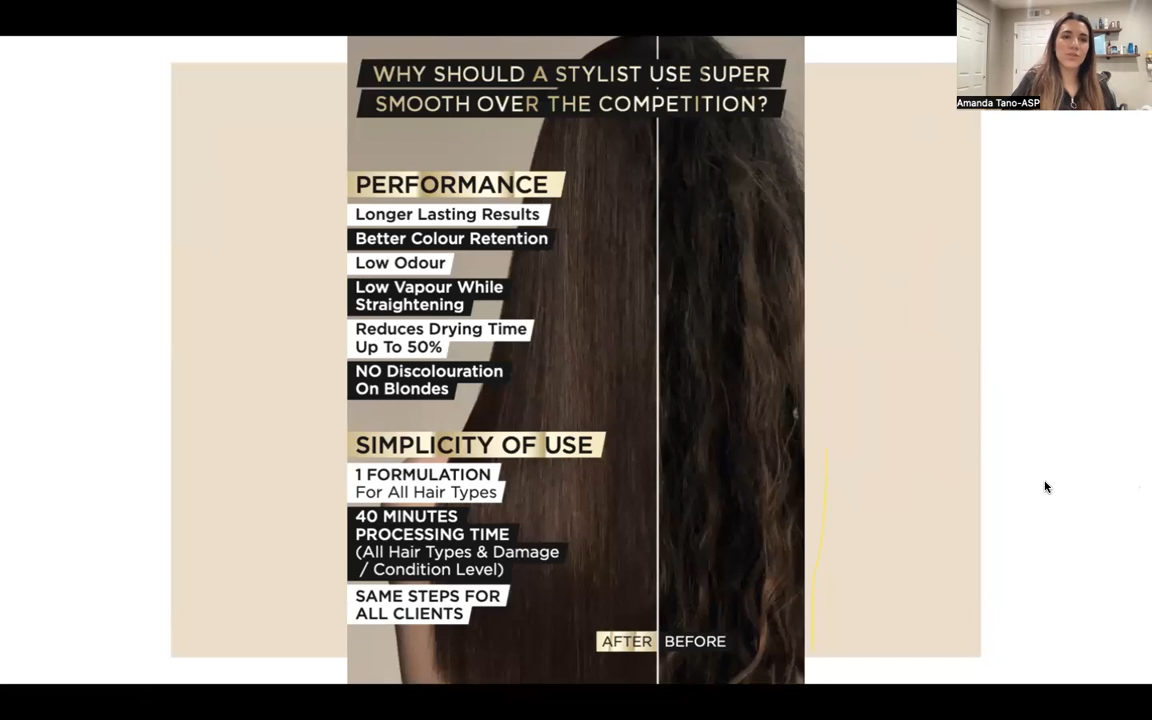 WHY SHOULD A STYLIST USE SUPER
SMOOTH OVER THE COMPETITION?
PERFORMANCE
Longer Lasting Results
Better Colour Retention
Low Odour
Low Vapour While
Straightening
Reduces Drying Time
Up To 50%
NO Discolouration
On Blondes
SIMPLICITY OF USE
1 FORMULATION
For All Hair Types
40 MINUTES
PROCESSING TIME
(All Hair Types & Damage
/ Condition Level)
SAME STEPS FOR
ALL CLIENTS
AFTER BEFORE
Amanda Tano-ASP